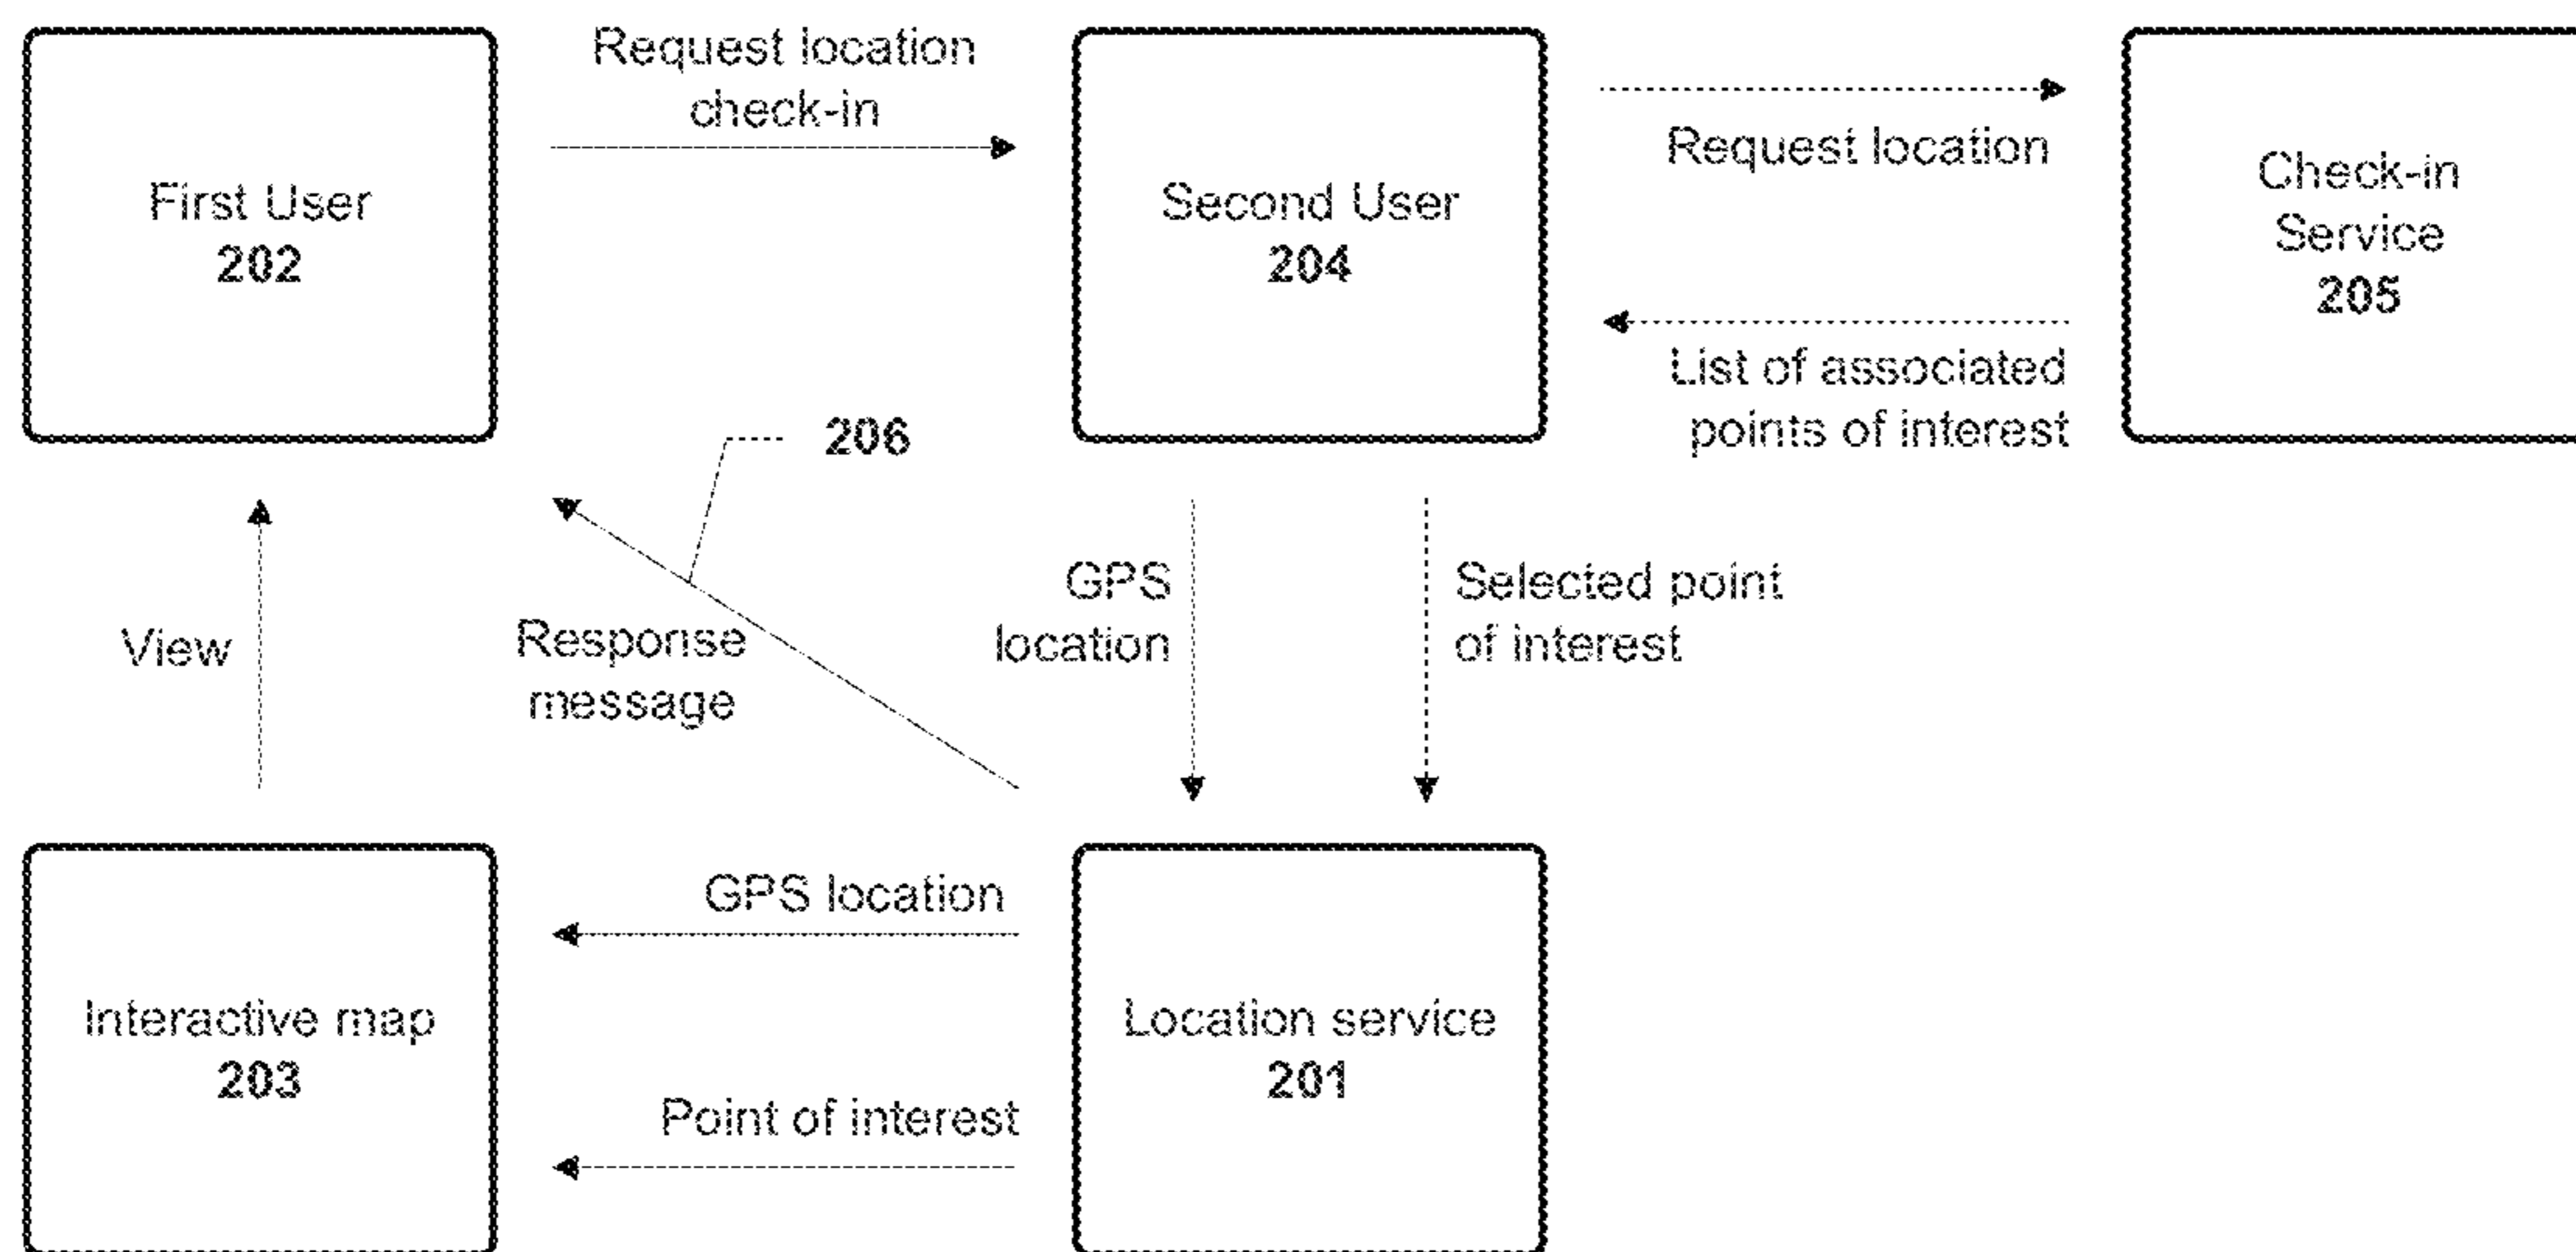 Request location
check-in
First User
202
Second User
204
Request location
Check-in
Service
205
List of associated
points of interest
206
View
Response
message
GPS
location
Selected point
of interest
Interactive map
203
GPS location
Point of interest
Location service
201